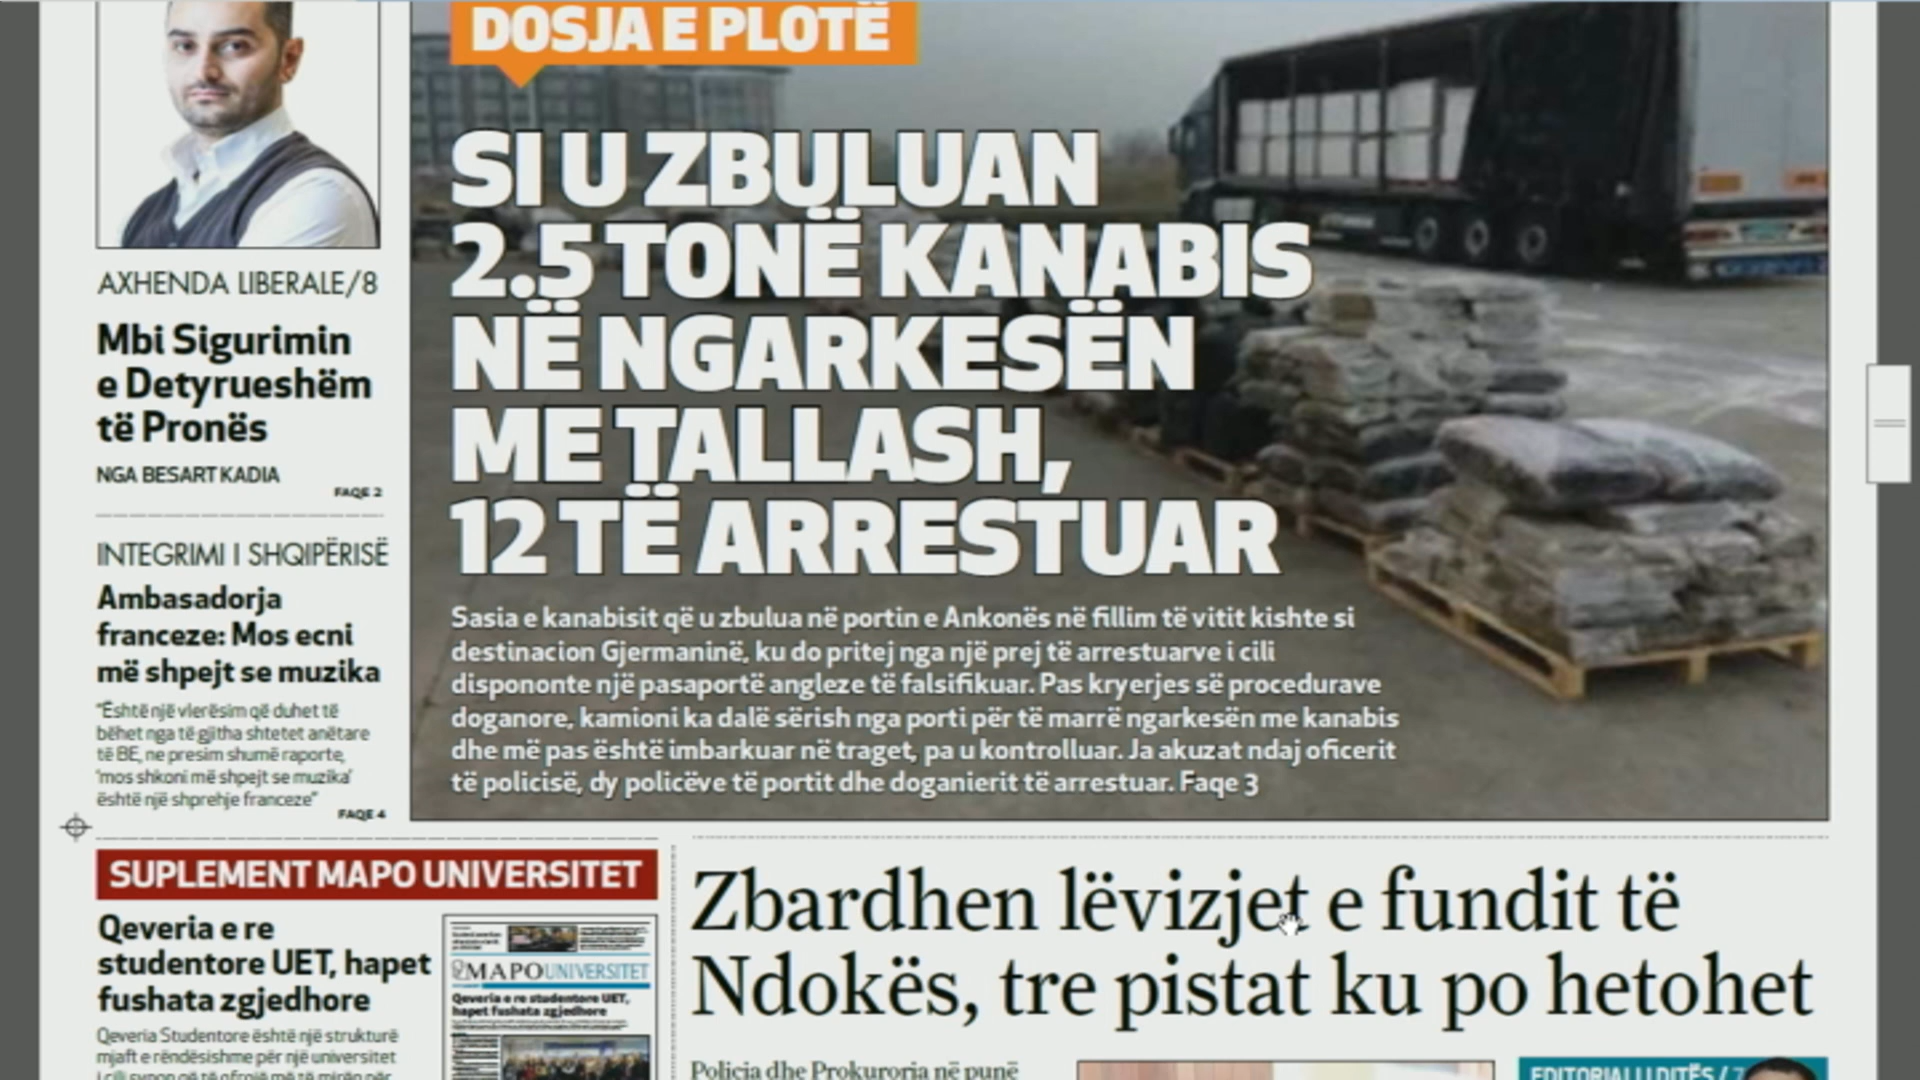 DOSJA E PLOTË
SI U ZBULUAN
2.5 TONË KANABIS
NË NGARKESËN
ME TALLASH,
12 TË ARRESTUAR
Sasia e kanabisit që u zbulua në portin e Ankonës në fillim të vitit kishte si
destinacion Gjermaninë, ku do pritej nga një prej të arrestuarve i cili
dispononte një pasaportë angleze të falsifikuar. Pas kryerjes së procedurave
doganore, kamioni ka dalë sërish nga porti për të marrë ngarkesën me kanabis
dhe më pas është imbarkuar në traget, pa u kontrolluar. Ja akuzat ndaj oficerit
të policisë, dy policëve të portit dhe doganierit të arrestuar. Faqe 3
AXHENDA LIBERALE/8
Mbi Sigurimin
e Detyrueshëm
të Pronës
NGA BESART KADIA
FAQE 2
INTEGRIMI I SHQIPËRISË
Ambasadorja
franceze: Mos ecni
më shpejt se muzika
“Është një vlerësim që duhet të
bëhet nga të gjitha shtetet anëtare
të BE, ne presim shumë raporte,
‘mos shkoni më shpejt se muzika’
është një shprehje franceze”
FAQE 4
SUPLEMENT MAPO UNIVERSITET
Qeveria e re
studentore UET, hapet
fushata zgjedhore
Qeveria Studentore është një strukturë
mjaft e rëndësishme për një universitet
MAPOUNIVERSITET
Qeveria e re studentore UET,
hapet fushata zgjedhore
Zbardhen lëvizjet e fundit të
Ndokës, tre pistat ku po hetohet
Policia dhe Prokuroria në punë
EDITORIALI I DITËS / 7